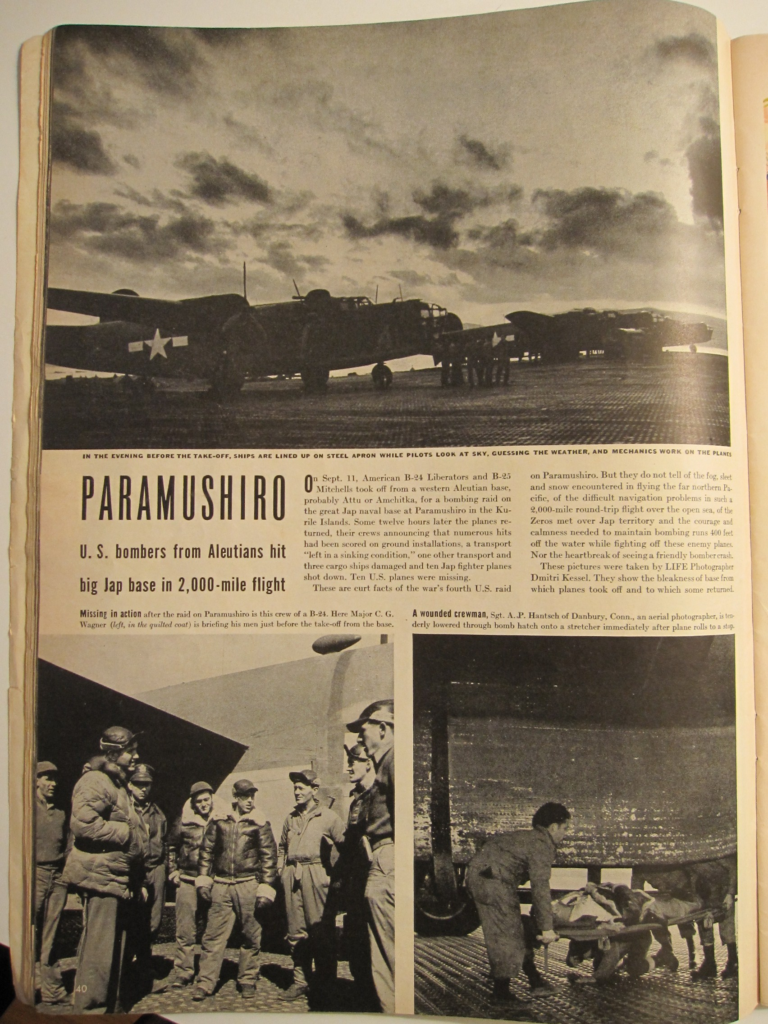 IN THE EVENING BEFORE THE TAKE-OFF, SHIPS ARE LINED UP ON STEEL APRON WHILE PILOTS LOOK AT SKY, GUESSING THE WEATHER, AND MECHANICS WORK ON THE PLANES
PARAMUSHIRO
U. S. bombers from Aleutians hit
big Jap base in 2,000-mile flight
On Sept. 11, American B-24 Liberators and B-25
Mitchells took off from a western Aleutian base,
probably Attu or Amchitka, for a bombing raid on
the great Jap naval base at Paramushiro in the Ku-
rile Islands. Some twelve hours later the planes re-
turned, their crews announcing that numerous hits
had been scored on ground installations, a transport
"left in a sinking condition," one other transport and
three cargo ships damaged and ten Jap fighter planes
shot down. Ten U.S. planes were missing.
These are curt facts of the war's fourth U.S. raid
on Paramushiro. But they do not tell of the fog, sleet
and snow encountered in flying the far northern Pa-
cific, of the difficult navigation problems in such a
2,000-mile round-trip flight over the open sea, of the
Zeros met over Jap territory and the courage and
calmness needed to maintain bombing runs 400 feet
off the water while fighting off these enemy planes.
Nor the heartbreak of seeing a friendly bomber crash.
These pictures were taken by LIFE Photographer
Dmitri Kessel. They show the bleakness of base from
which planes took off and to which some returned.
Missing in action after the raid on Paramushiro is this crew of a B-24. Here Major C. G.
Wagner (left, in the quilted coat) is briefing his men just before the take-off from the base.
A wounded crewman, Sgt. A.P. Hantsch of Danbury, Conn., an aerial photographer, is ten-
derly lowered through bomb hatch onto a stretcher immediately after plane rolls to a stop.
40